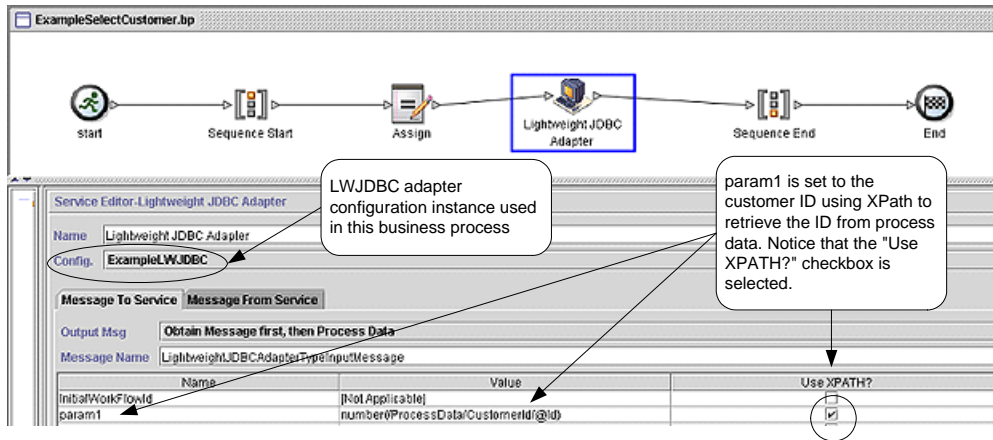 ExampleSelectCustomer.bp
start
Sequence Start
Assign
Lightweight JDBC
Adapter
Sequence End
End
LWJDBC adapter
configuration instance used
in this business process
param1 is set to the
customer ID using XPath to
retrieve the ID from process
data. Notice that the "Use
XPATH?" checkbox is
selected.
Service Editor-Lightweight JDBC Adapter
Name Lightweight JDBC Adapter
Config. ExampleLWJDBC
Message To Service Message From Service
Output Msg Obtain Message first, then Process Data
Message Name LightweightJDBCAdapterTypeInputMessage
Name Value Use XPATH?
InitialWorkFlowId [Not Applicable]
param1 number(/ProcessData/CustomerId/@id)